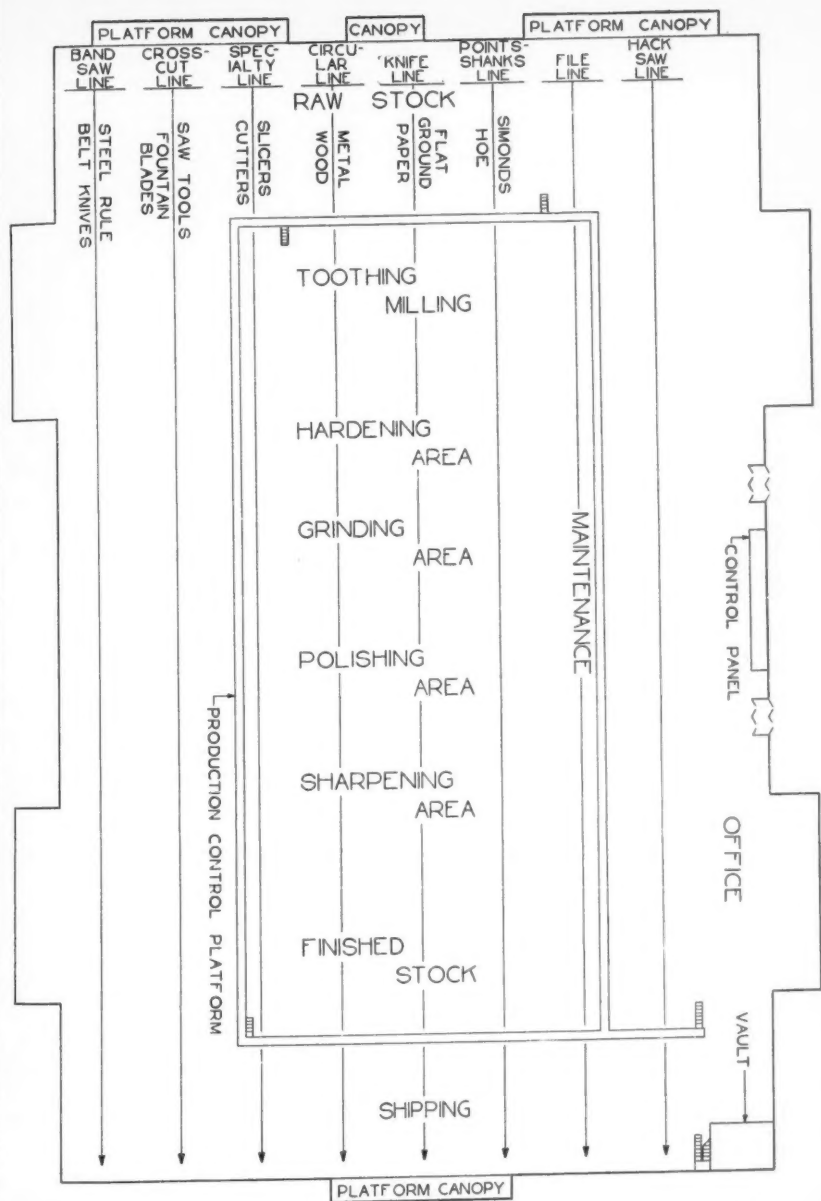 PLATFORM CANOPY
CANOPY
PLATFORM CANOPY
BAND
SAW
LINE
CROSS-
CUT
LINE
SPEC-
IALTY
LINE
CIRCU-
LAR
LINE
KNIFE
LINE
POINTS-
SHANKS
LINE
FILE
LINE
HACK
SAW
LINE
RAW STOCK
STEEL RULE
BELT KNIVES
SAW TOOLS
FOUNTAIN
BLADES
SLICERS
CUTTERS
METAL
WOOD
FLAT
GROUND
PAPER
SIMONDS
HOE
TOOTHING
MILLING
HARDENING
AREA
GRINDING
AREA
MAINTENANCE
CONTROL PANEL
POLISHING
AREA
PRODUCTION CONTROL PLATFORM
SHARPENING
AREA
OFFICE
FINISHED
STOCK
VAULT
SHIPPING
PLATFORM CANOPY